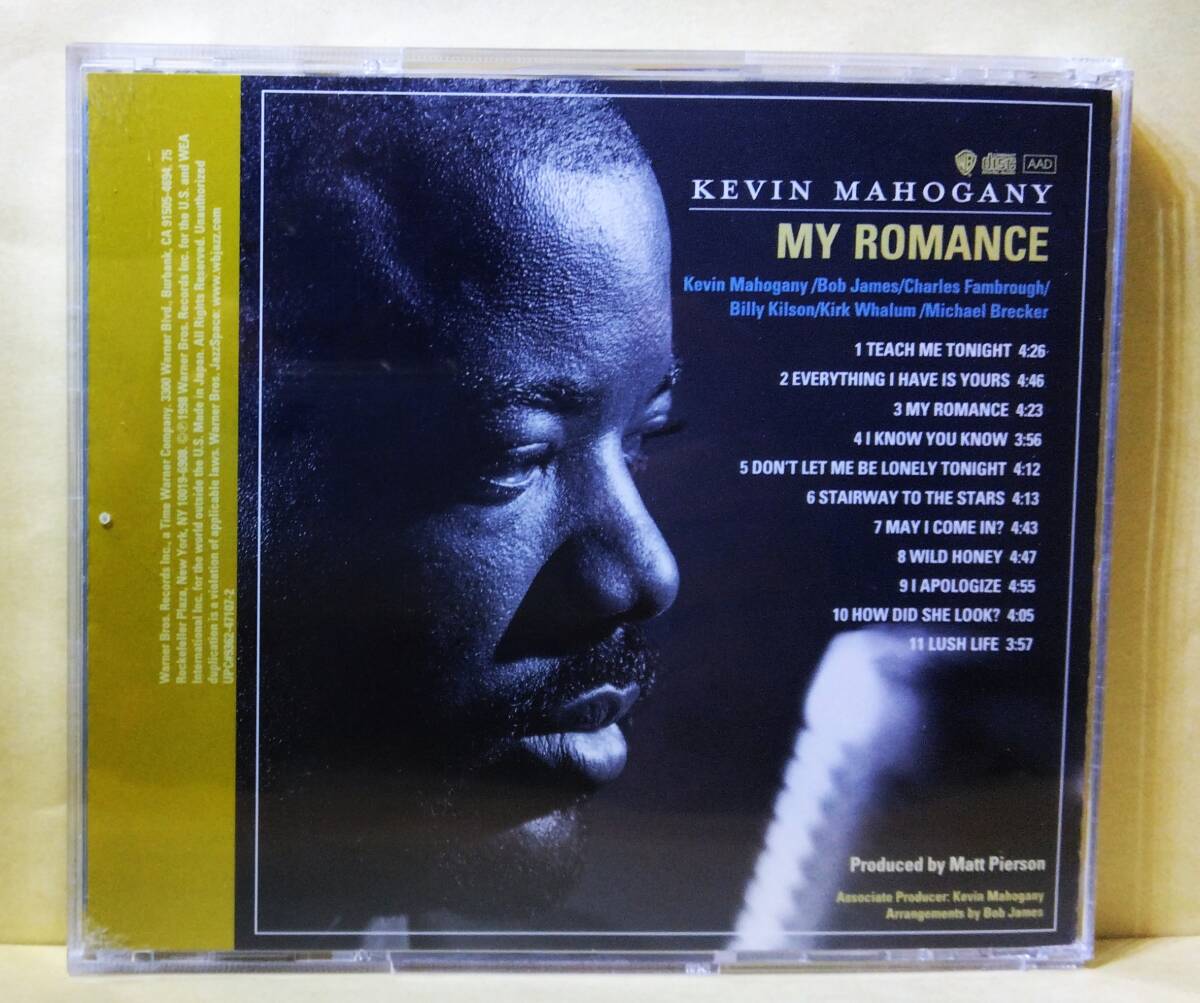 WB disc AAD
KEVIN MAHOGANY
MY ROMANCE
Kevin Mahogany /Bob James/Charles Fambrough/
Billy Kilson/Kirk Whalum /Michael Brecker
1 TEACH ME TONIGHT 4:26
2 EVERYTHING I HAVE IS YOURS 4:46
3 MY ROMANCE 4:23
4 I KNOW YOU KNOW 3:56
5 DON'T LET ME BE LONELY TONIGHT 4:12
6 STAIRWAY TO THE STARS 4:13
7 MAY I COME IN? 4:43
8 WILD HONEY 4:47
9 I APOLOGIZE 4:55
10 HOW DID SHE LOOK? 4:05
11 LUSH LIFE 3:57
Produced by Matt Pierson
Associate Producer: Kevin Mahogany
Arrangements by Bob James
Warner Bros. Records Inc., a Time Warner Company. 3300 Warner Blvd., Burbank, CA 91505-4694. 75
Rockefeller Plaza, New York, NY 10019-6908. ©℗1998 Warner Bros. Records Inc. for the U.S. and WEA
International Inc. for the world outside the U.S. Made in Japan. All Rights Reserved. Unauthorized
duplication is a violation of applicable laws. Warner Bros. JazzSpace: www.wbjazz.com
UPC#9362-47107-2